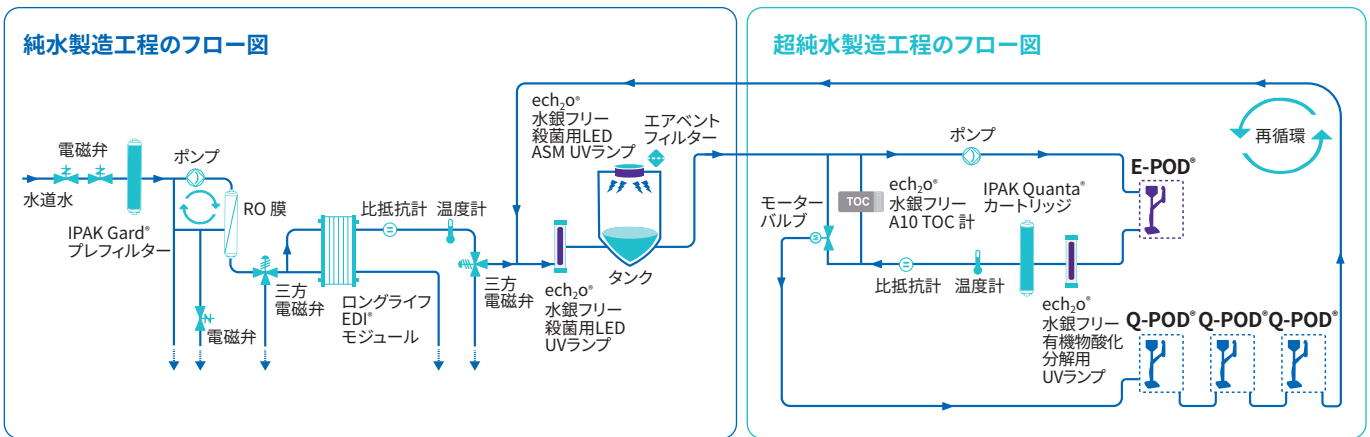 純水製造工程のフロー図
電磁弁
水道水
IPAK Gard®
プレフィルター
ポンプ
RO 膜
電磁弁
三方
電磁弁
ロングライフ
EDI®
モジュール
比抵抗計
温度計
三方
電磁弁
ech₂o®
水銀フリー
殺菌用LED
ASM UVランプ
エアベント
フィルター
タンク
ech₂o®
水銀フリー
殺菌用LED
UVランプ
超純水製造工程のフロー図
再循環
ポンプ
E-POD®
モーター
バルブ
M
TOC
ech₂o®
水銀フリー
A10 TOC 計
IPAK Quanta®
カートリッジ
比抵抗計
温度計
ech₂o®
水銀フリー
有機物酸化
分解用
UVランプ
Q-POD® Q-POD® Q-POD®